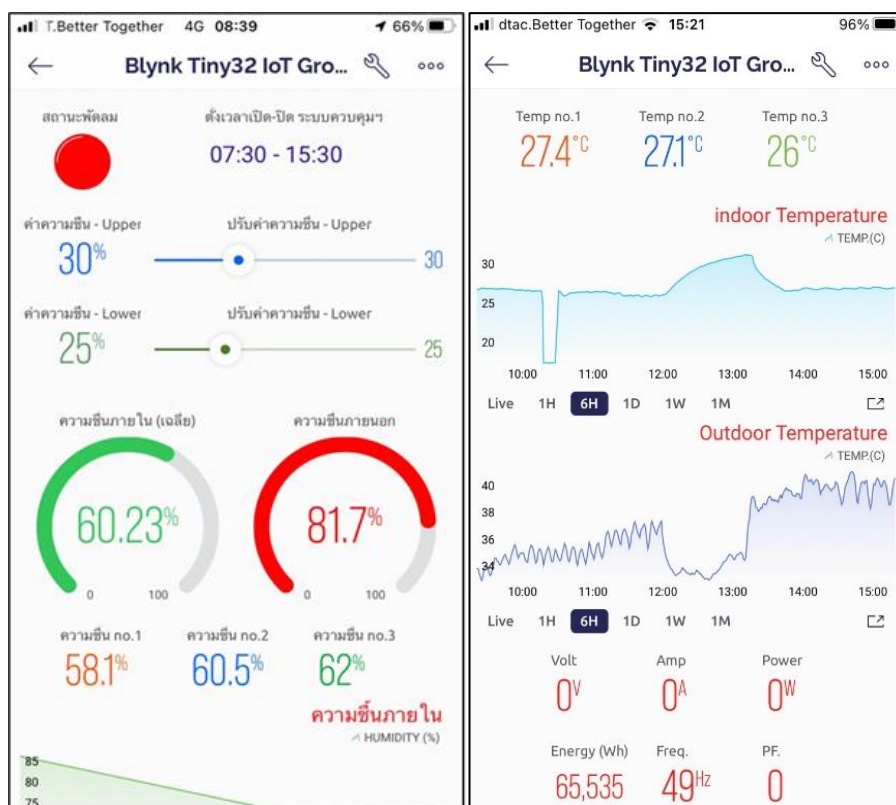 T.Better Together 4G 08:39 66%
Blynk Tiny32 IoT Gro...
สถานะพัดลม ตั้งเวลาเปิด-ปิด ระบบควบคุมฯ
07:30 - 15:30
ค่าความชื้น - Upper ปรับค่าความชื้น - Upper
30% 30
ค่าความชื้น - Lower ปรับค่าความชื้น - Lower
25% 25
ความชื้นภายใน (เฉลี่ย) ความชื้นภายนอก
60.23% 81.7%
0 100 0 100
ความชื้น no.1 ความชื้น no.2 ความชื้น no.3
58.1% 60.5% 62%
ความชื้นภายใน
HUMIDITY (%)
85
80
75
dtac.Better Together 15:21 96%
Blynk Tiny32 IoT Gro...
Temp no.1 Temp no.2 Temp no.3
27.4°C 27.1°C 26°C
indoor Temperature
TEMP.(C)
30
25
20
10:00 11:00 12:00 13:00 14:00 15:00
Live 1H 6H 1D 1W 1M
Outdoor Temperature
TEMP.(C)
40
38
36
34
10:00 11:00 12:00 13:00 14:00 15:00
Live 1H 6H 1D 1W 1M
Volt Amp Power
0V 0A 0W
Energy (Wh) Freq. PF.
65,535 49Hz 0